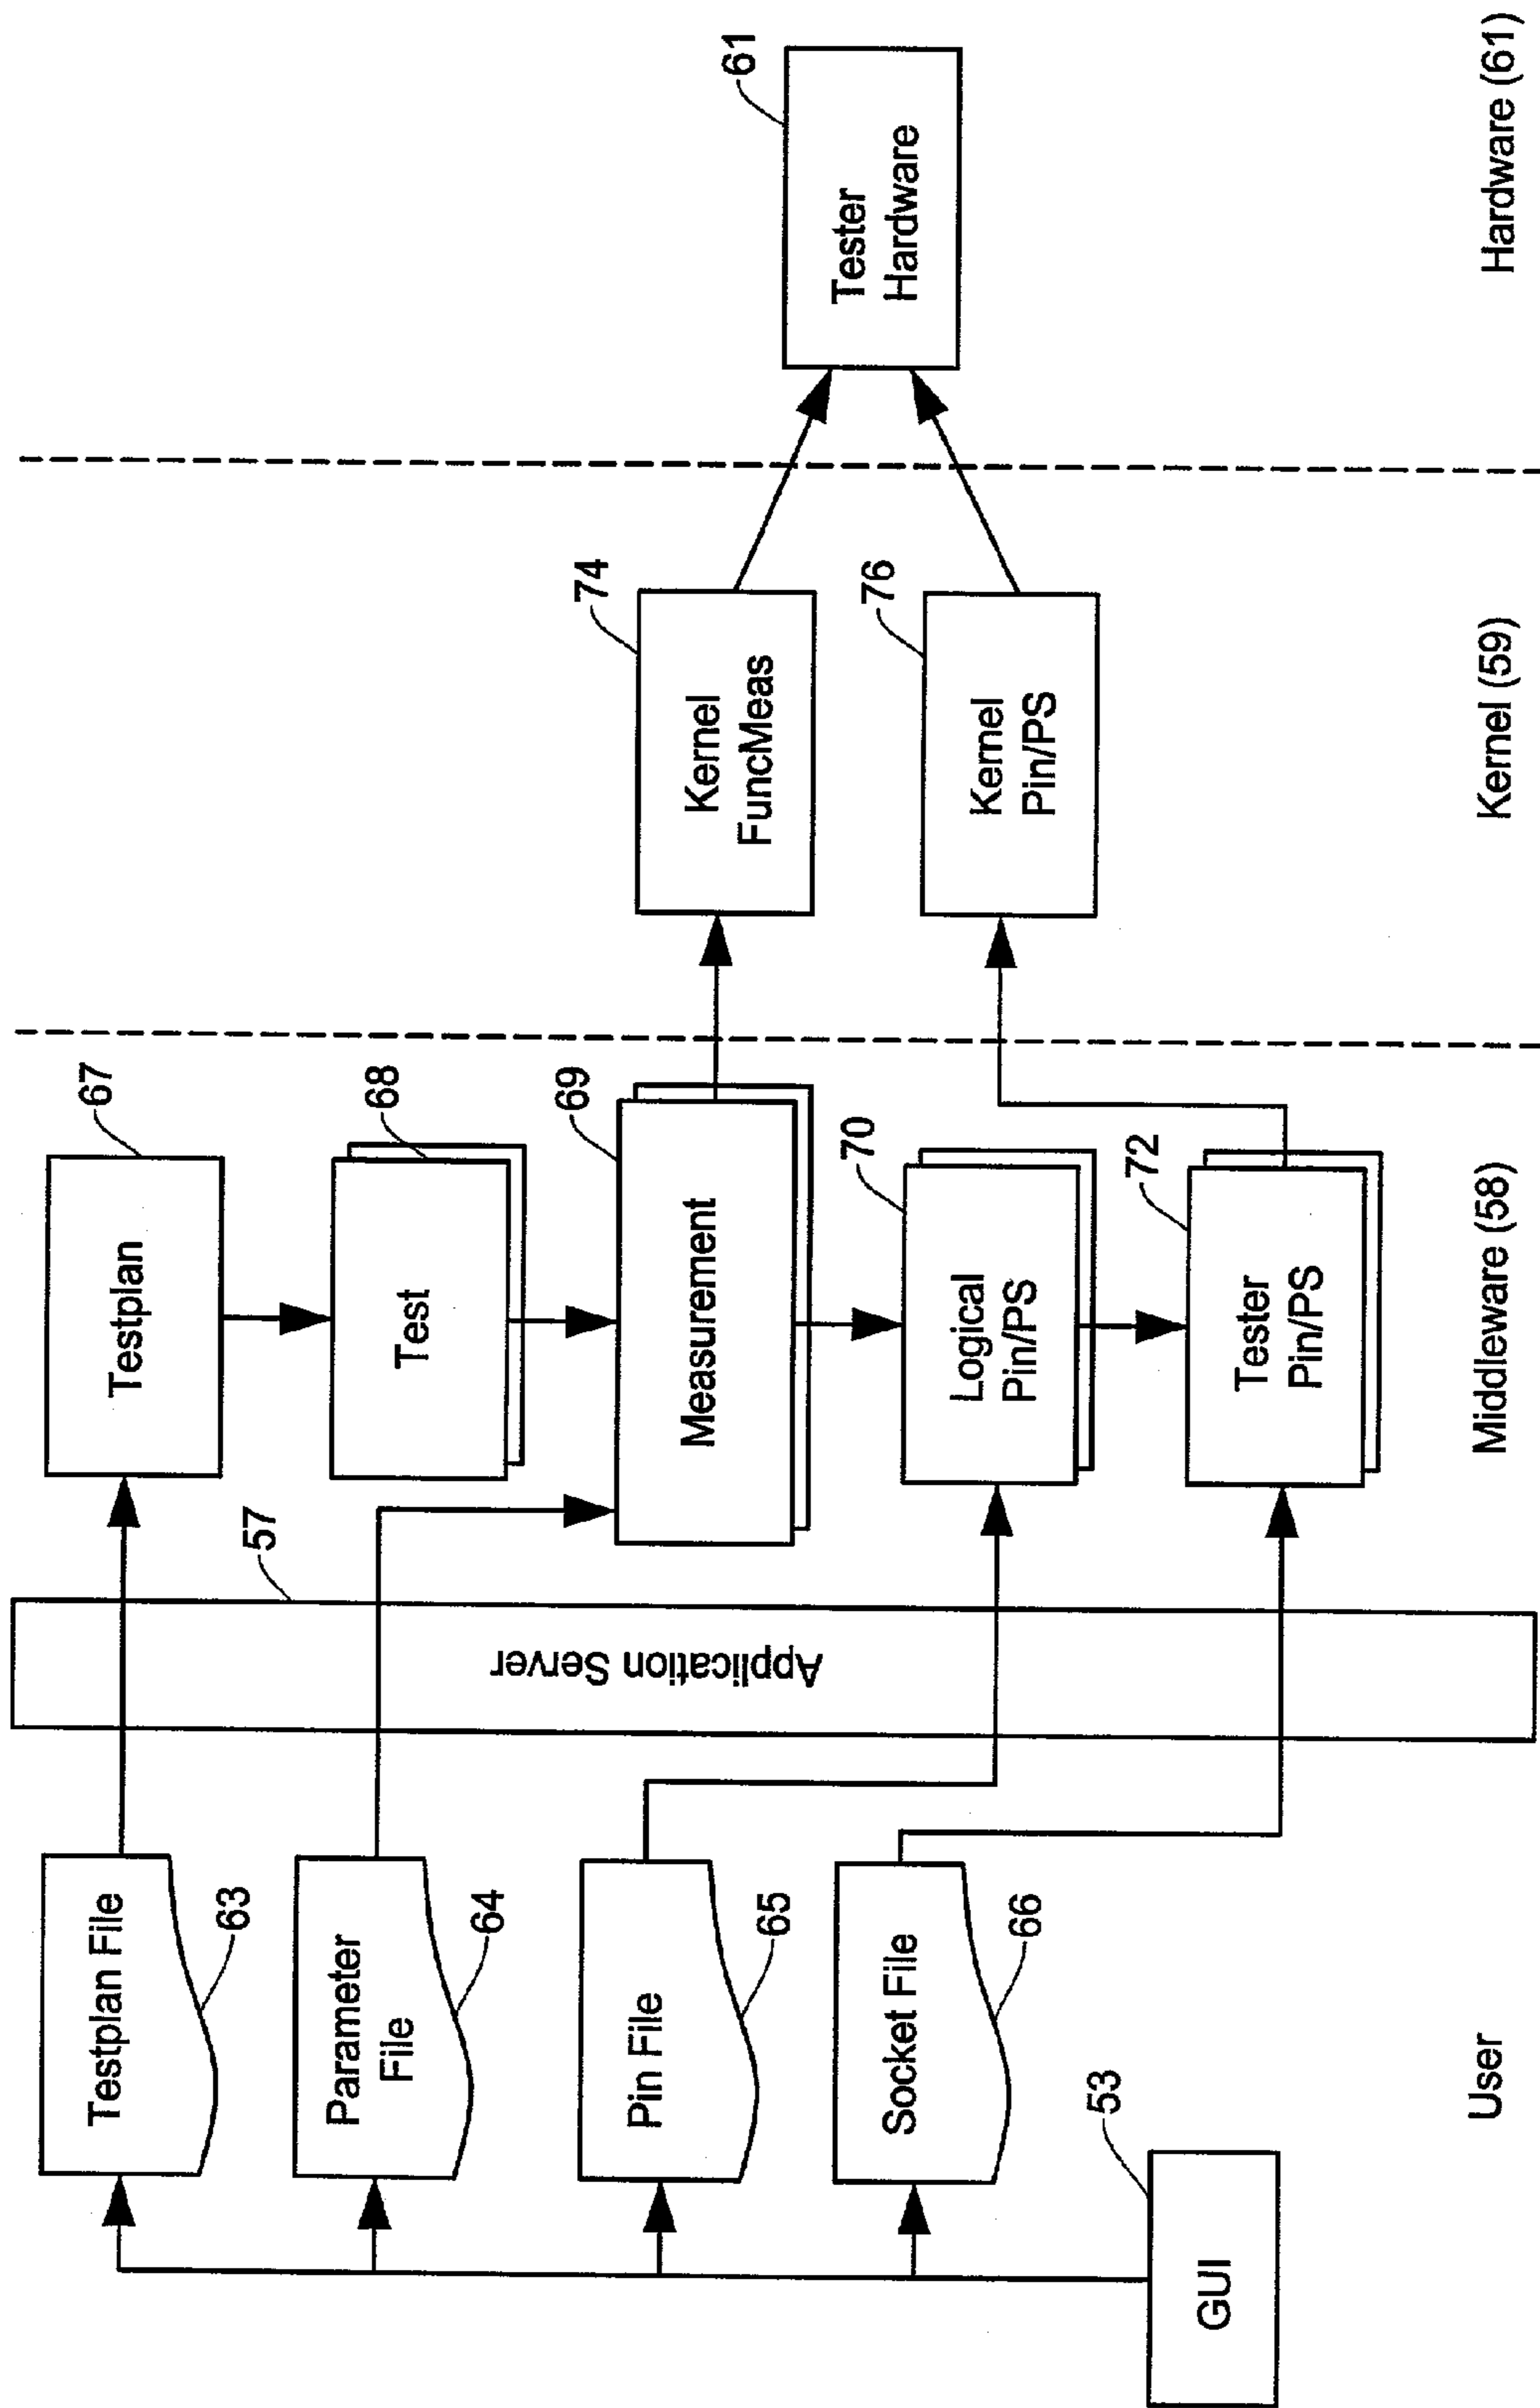 Testplan File
63
Parameter
File
64
Pin File
65
Socket File
66
GUI
53
User
Application Server
57
Testplan
67
Test
68
Measurement
69
Logical
Pin/PS
70
Tester
Pin/PS
72
Middleware (58)
Kernel
FuncMeas
74
Kernel
Pin/PS
76
Kernel (59)
Tester
Hardware
61
Hardware (61)